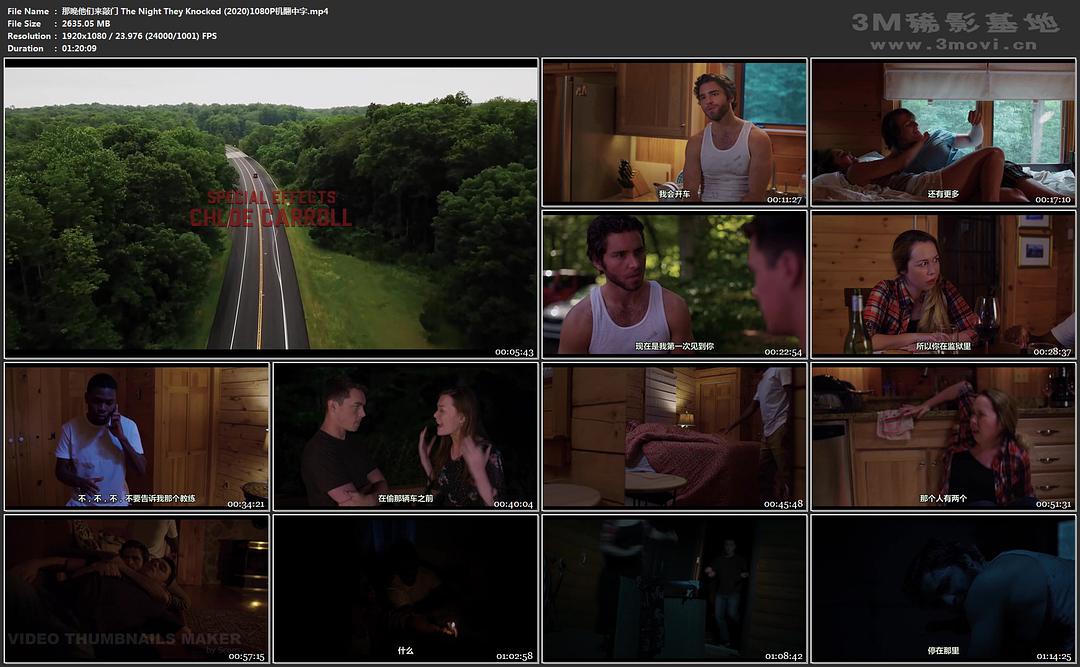 File Name : 那晚他们来敲门 The Night They Knocked (2020)1080P机翻中字.mp4
3M稀影基地
File Size : 2635.05 MB
Resolution : 1920x1080 / 23.976 (24000/1001) FPS
www.3movi.cn
Duration : 01:20:09
SPECIAL EFFECTS
CHLOE CARROLL
00:05:43
我会开车
00:11:27
还有更多
00:17:10
现在是我第一次见到你
00:22:54
所以你在监狱里
00:28:37
不，不，不，不要告诉我那个教练
00:34:21
在偷那辆车之前
00:40:04
00:45:48
那个人有两个
00:51:31
VIDEO THUMBNAILS MAKER
00:57:15
什么
01:02:58
01:08:42
停在那里
01:14:25